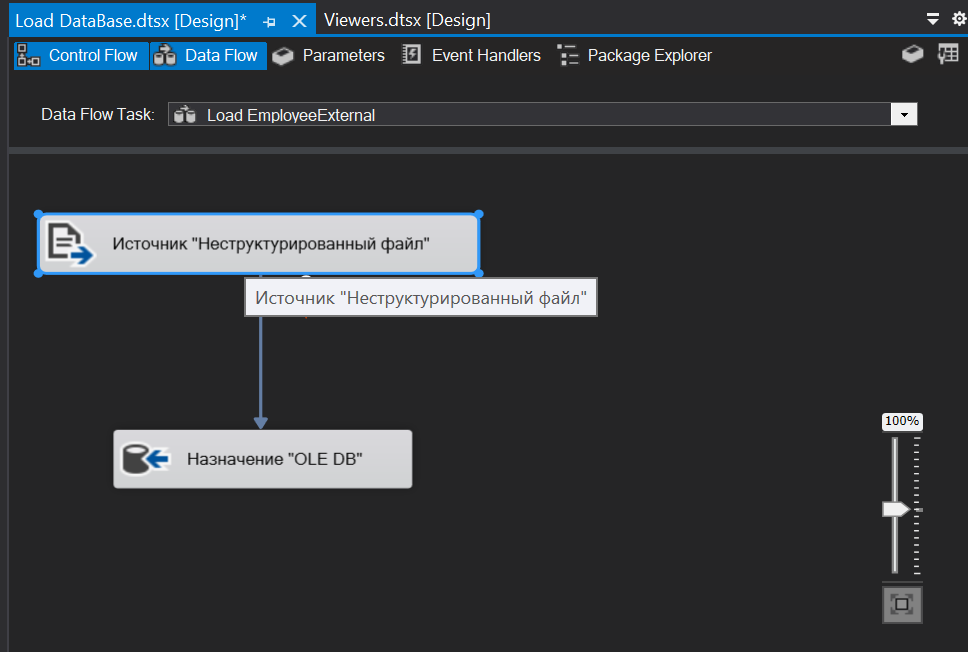 Load DataBase.dtsx [Design]* Viewers.dtsx [Design]
Control Flow Data Flow Parameters Event Handlers Package Explorer
Data Flow Task: Load EmployeeExternal
Источник "Неструктурированный файл"
Источник "Неструктурированный файл"
Назначение "OLE DB"
100%